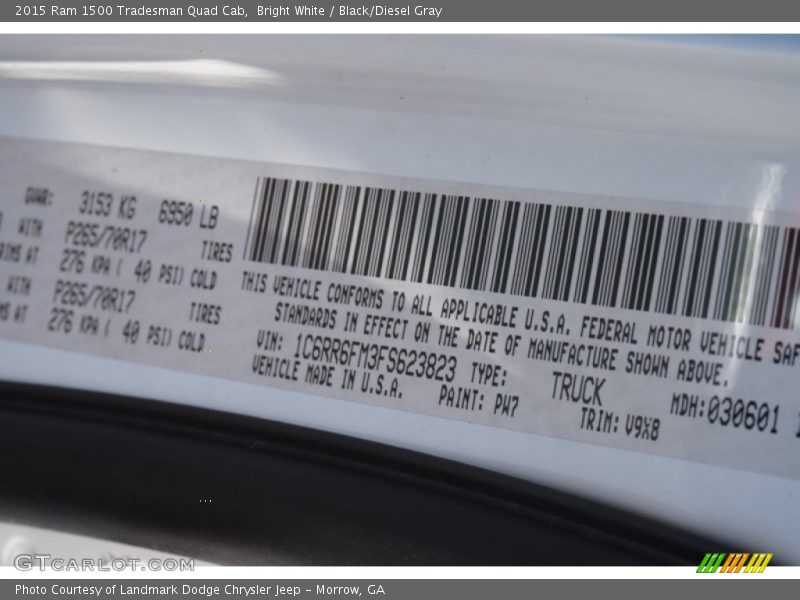 2015 Ram 1500 Tradesman Quad Cab, Bright White / Black/Diesel Gray
GVWR: 3153 KG 6950 LB
WITH P265/70R17 TIRES
RIMS AT 276 KPA ( 40 PSI) COLD
WITH P265/70R17 TIRES
AT 276 KPA ( 40 PSI) COLD
THIS VEHICLE CONFORMS TO ALL APPLICABLE U.S.A. FEDERAL MOTOR VEHICLE SAF
STANDARDS IN EFFECT ON THE DATE OF MANUFACTURE SHOWN ABOVE.
VIN: 1C6RR6FM3FS623823 TYPE: TRUCK MDH:030601
VEHICLE MADE IN U.S.A. PAINT: PW7 TRIM: V9X8
GTCARLOT.COM
Photo Courtesy of Landmark Dodge Chrysler Jeep – Morrow, GA